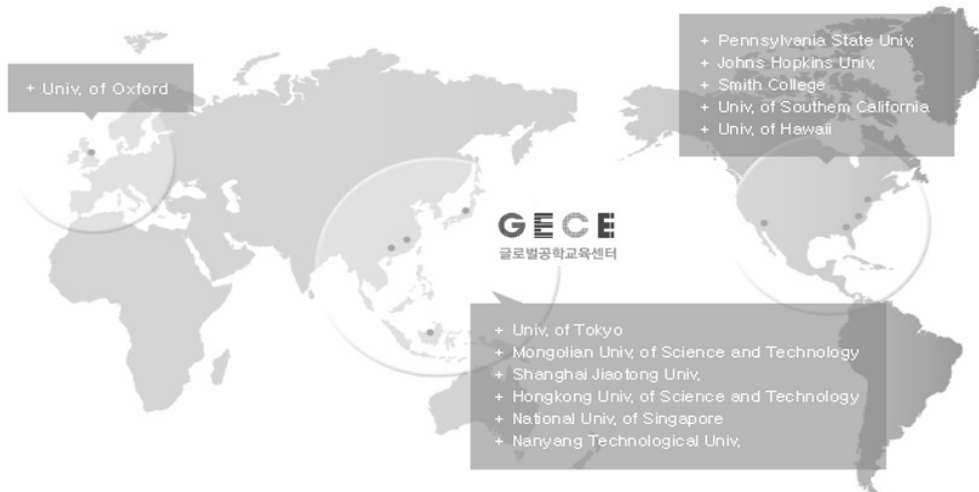 + Univ. of Oxford
+ Pennsylvania State Univ.
+ Johns Hopkins Univ.
+ Smith College
+ Univ. of Southem California
+ Univ. of Hawaii
GECE
글로벌공학교육센터
+ Univ. of Tokyo
+ Mongolian Univ. of Science and Technology
+ Shanghai Jiaotong Univ.
+ Hongkong Univ. of Science and Technology
+ National Univ. of Singapore
+ Nanyang Technological Univ.